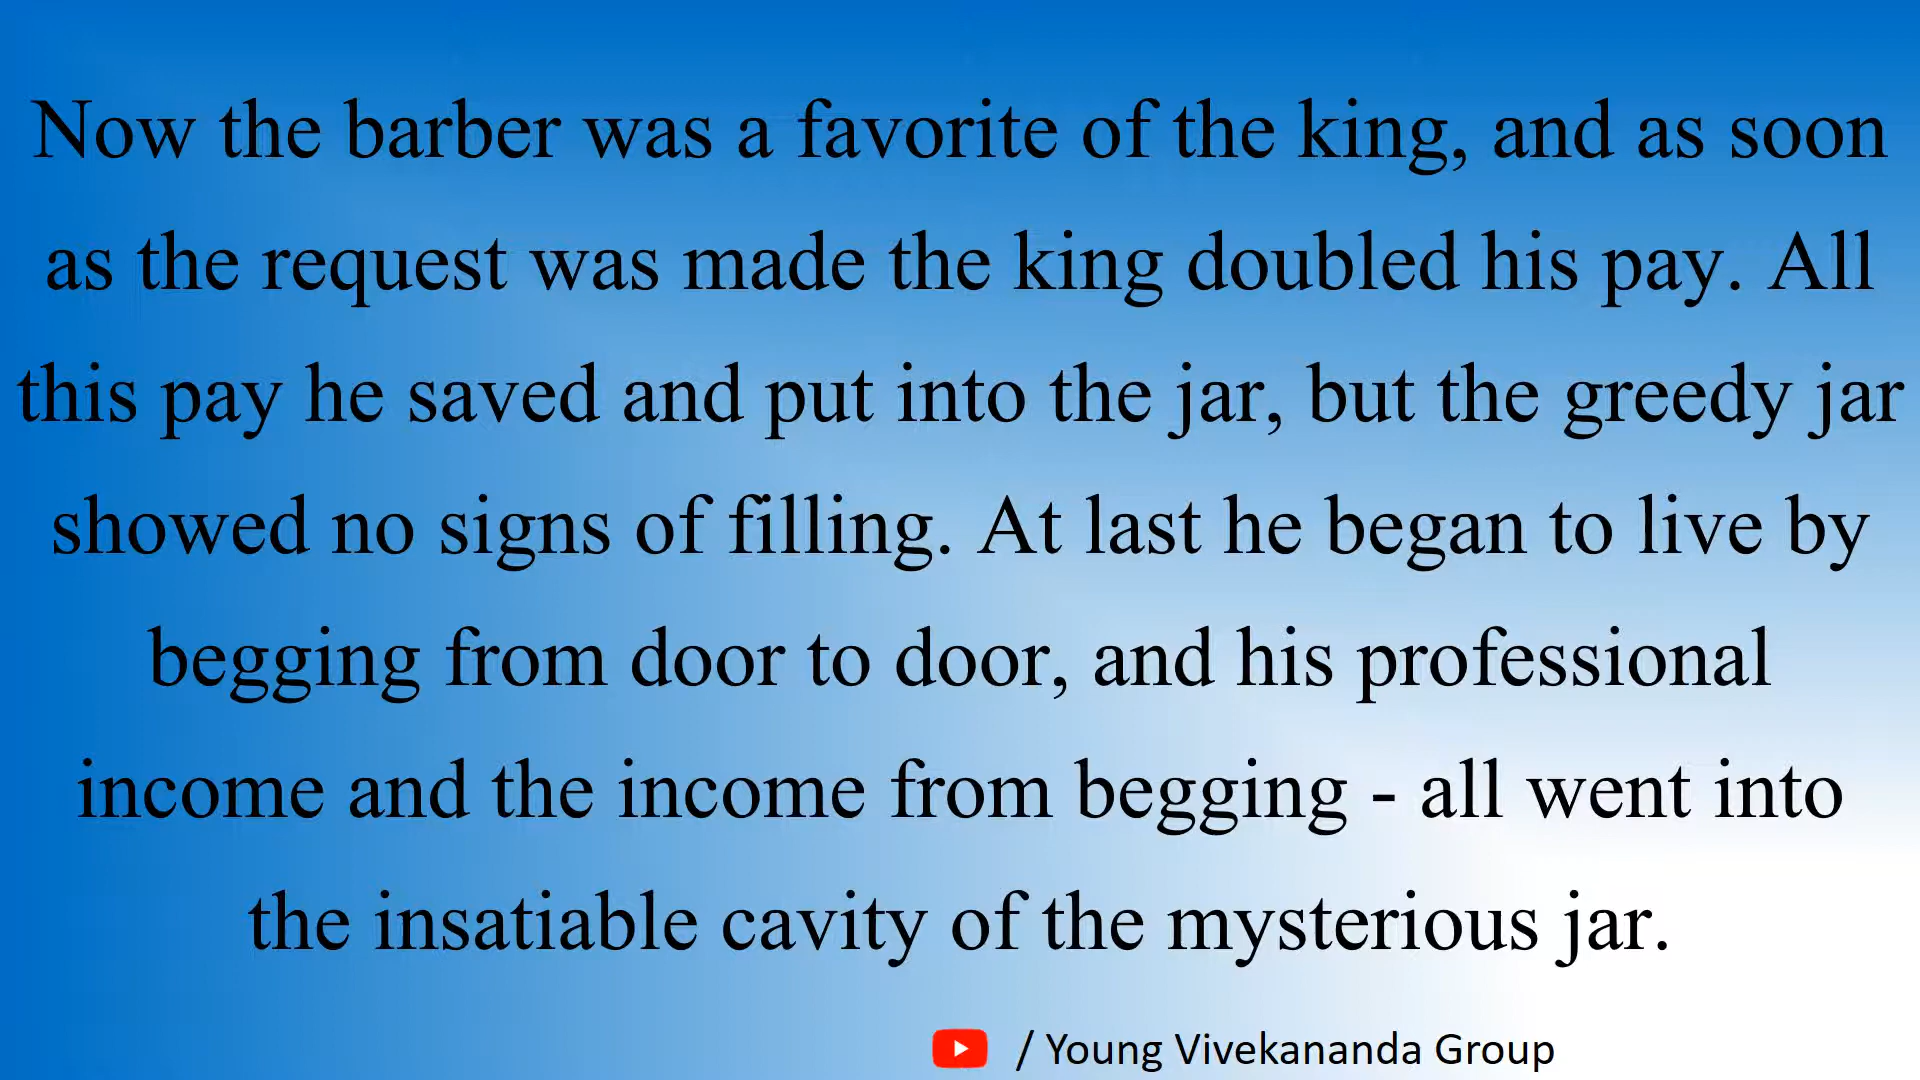 Now the barber was a favorite of the king, and as soon
as the request was made the king doubled his pay. All
this pay he saved and put into the jar, but the greedy jar
showed no signs of filling. At last he began to live by
begging from door to door, and his professional
income and the income from begging - all went into
the insatiable cavity of the mysterious jar.
/ Young Vivekananda Group